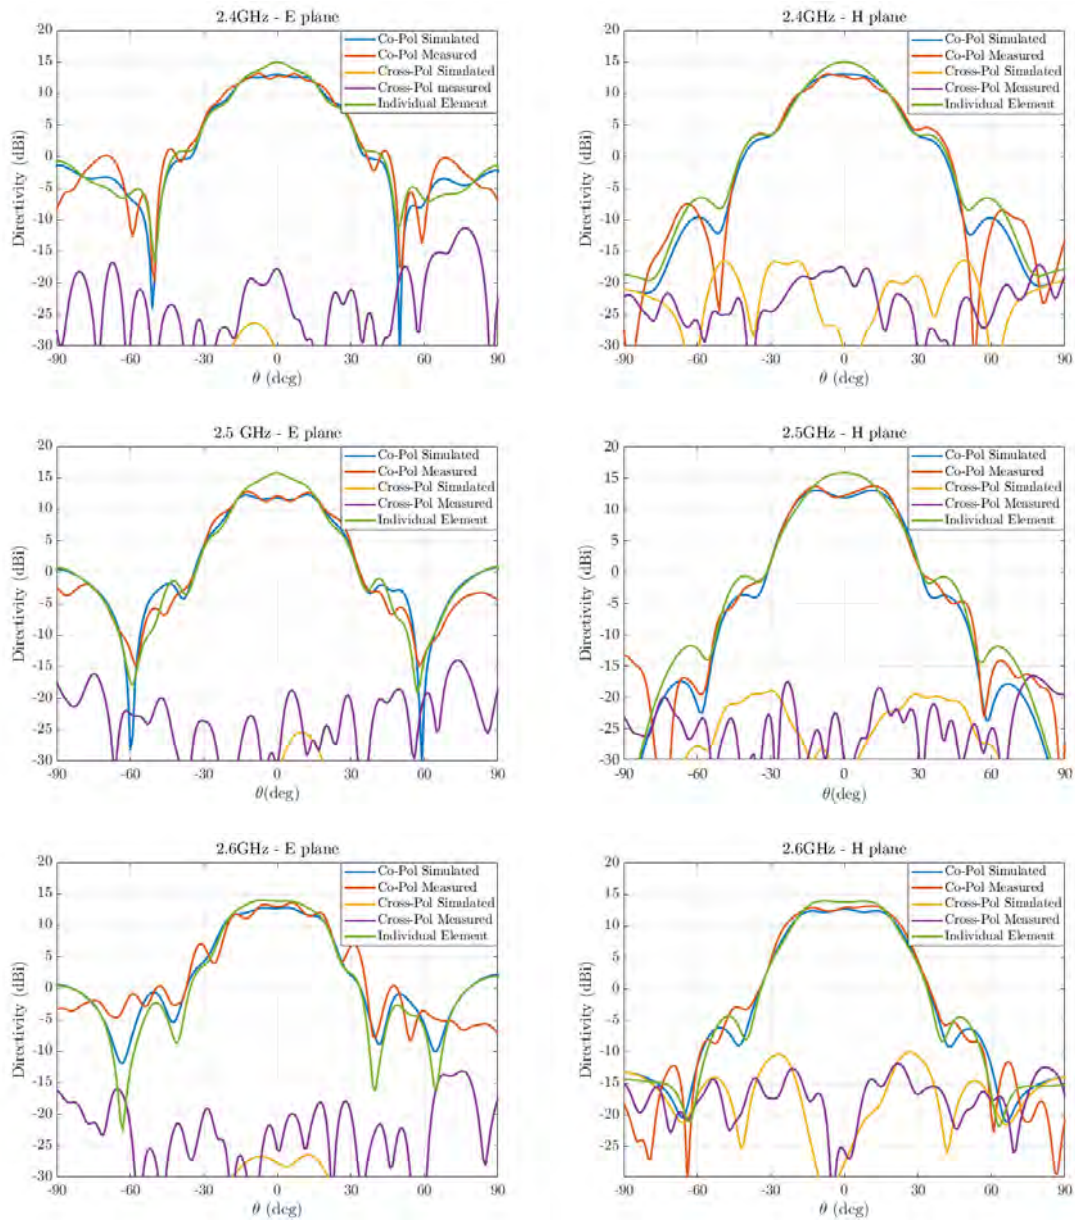 2.4GHz - E plane
Directivity (dBi)
20
15
10
5
0
-5
-10
-15
-20
-25
-30
Co-Pol Simulated
Co-Pol Measured
Cross-Pol Simulated
Cross-Pol measured
Individual Element
-90 -60 -30 0 30 60 90
θ (deg)
2.4GHz - H plane
Directivity (dBi)
20
15
10
5
0
-5
-10
-15
-20
-25
-30
Co-Pol Simulated
Co-Pol Measured
Cross-Pol Simulated
Cross-Pol Measured
Individual Element
-90 -60 -30 0 30 60 90
θ (deg)
2.5 GHz - E plane
Directivity (dBi)
20
15
10
5
0
-5
-10
-15
-20
-25
-30
Co-Pol Simulated
Co-Pol Measured
Cross-Pol Simulated
Cross-Pol Measured
Individual Element
-90 -60 -30 0 30 60 90
θ(deg)
2.5GHz - H plane
Directivity (dBi)
20
15
10
5
0
-5
-10
-15
-20
-25
-30
Co-Pol Simulated
Co-Pol Measured
Cross-Pol Simulated
Cross-Pol Measured
Individual Element
-90 -60 -30 0 30 60 90
θ(deg)
2.6GHz - E plane
Directivity (dBi)
20
15
10
5
0
-5
-10
-15
-20
-25
-30
Co-Pol Simulated
Co-Pol Measured
Cross-Pol Simulated
Cross-Pol Measured
Individual Element
-90 -60 -30 0 30 60 90
θ (deg)
2.6GHz - H plane
Directivity (dBi)
20
15
10
5
0
-5
-10
-15
-20
-25
Co-Pol Simulated
Co-Pol Measured
Cross-Pol Simulated
Cross-Pol Measured
Individual Element
-90 -60 -30 0 30 60 90
θ (deg)